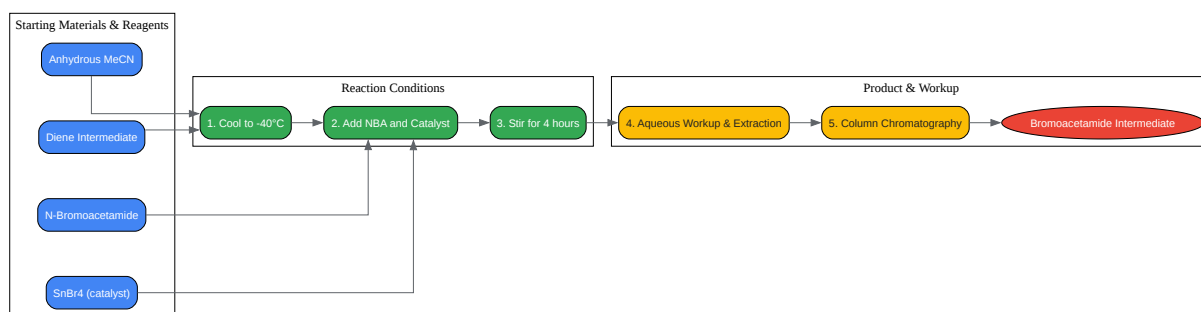 Starting Materials & Reagents
Anhydrous MeCN
Diene Intermediate
N-Bromoacetamide
SnBr4 (catalyst)
Reaction Conditions
1. Cool to -40°C
2. Add NBA and Catalyst
3. Stir for 4 hours
Product & Workup
4. Aqueous Workup & Extraction
5. Column Chromatography
Bromoacetamide Intermediate